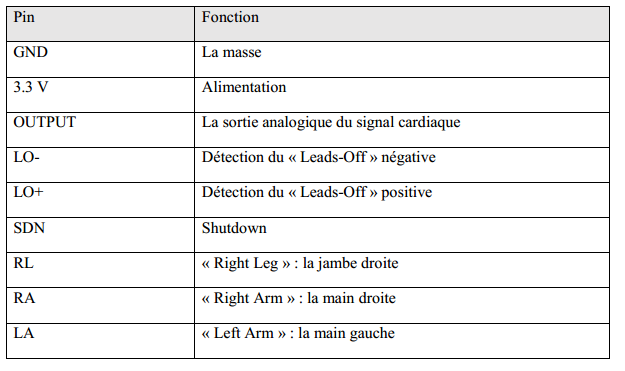 Pin Fonction
GND La masse
3.3 V Alimentation
OUTPUT La sortie analogique du signal cardiaque
LO- Détection du « Leads-Off » négative
LO+ Détection du « Leads-Off » positive
SDN Shutdown
RL « Right Leg » : la jambe droite
RA « Right Arm » : la main droite
LA « Left Arm » : la main gauche